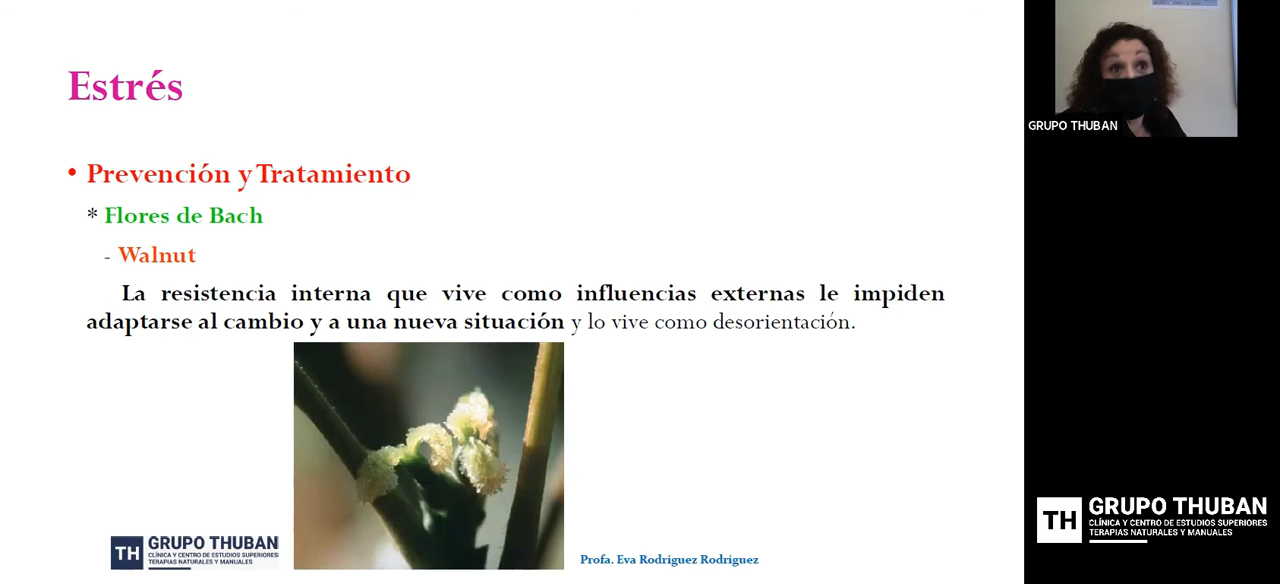 Estrés
• Prevención y Tratamiento
* Flores de Bach
- Walnut
La resistencia interna que vive como influencias externas le impiden
adaptarse al cambio y a una nueva situación y lo vive como desorientación.
TH GRUPO THUBAN
CLÍNICA Y CENTRO DE ESTUDIOS SUPERIORES
TERAPIAS NATURALES Y MANUALES
Profa. Eva Rodríguez Rodríguez
GRUPO THUBAN
TH GRUPO THUBAN
CLÍNICA Y CENTRO DE ESTUDIOS SUPERIORES
TERAPIAS NATURALES Y MANUALES